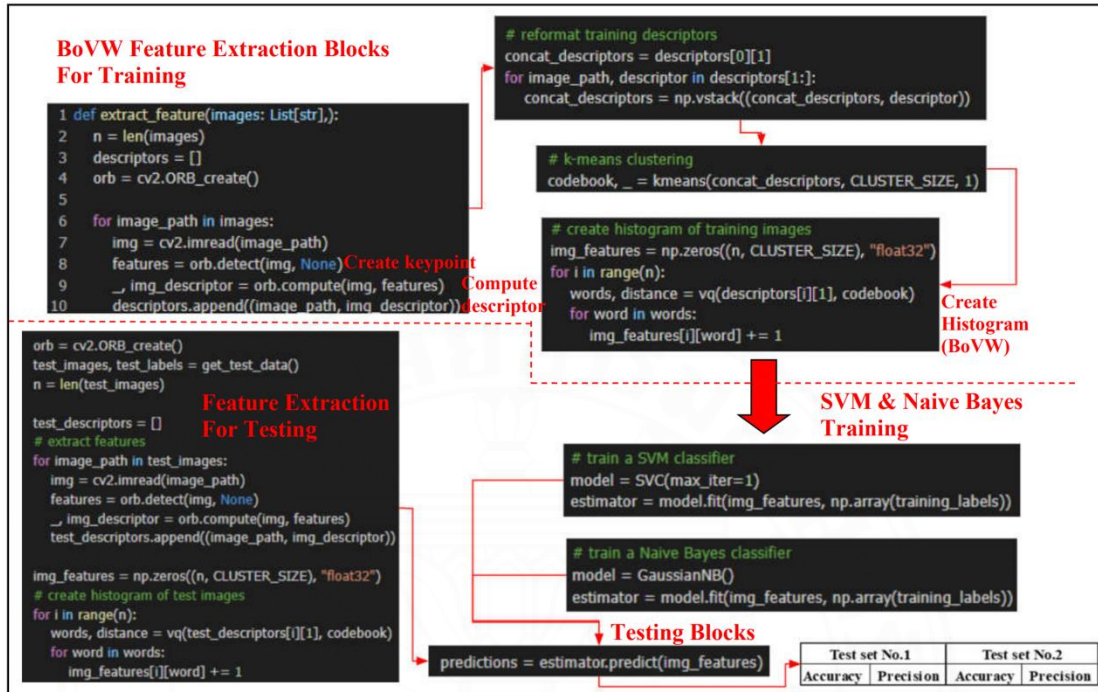 BoVW Feature Extraction Blocks
For Training
1 def extract_feature(images: List[str],):
2 n = len(images)
3 descriptors = []
4 orb = cv2.ORB_create()
5
6 for image_path in images:
7 img = cv2.imread(image_path)
8 features = orb.detect(img, None) Create keypoint
9 _, img_descriptor = orb.compute(img, features) Compute
10 descriptors.append((image_path, img_descriptor)) descriptor
# reformat training descriptors
concat_descriptors = descriptors[0][1]
for image_path, descriptor in descriptors[1:]:
concat_descriptors = np.vstack((concat_descriptors, descriptor))
# k-means clustering
codebook, _ = kmeans(concat_descriptors, CLUSTER_SIZE, 1)
# create histogram of training images
img_features = np.zeros((n, CLUSTER_SIZE), "float32")
for i in range(n):
words, distance = vq(descriptors[i][1], codebook)
for word in words:
img_features[i][word] += 1
Create
Histogram
(BoVW)
orb = cv2.ORB_create()
test_images, test_labels = get_test_data()
n = len(test_images)
Feature Extraction
For Testing
test_descriptors = []
# extract features
for image_path in test_images:
img = cv2.imread(image_path)
features = orb.detect(img, None)
_, img_descriptor = orb.compute(img, features)
test_descriptors.append((image_path, img_descriptor))
img_features = np.zeros((n, CLUSTER_SIZE), "float32")
# create histogram of test images
for i in range(n):
words, distance = vq(test_descriptors[i][1], codebook)
for word in words:
img_features[i][word] += 1
SVM & Naive Bayes
Training
# train a SVM classifier
model = SVC(max_iter=1)
estimator = model.fit(img_features, np.array(training_labels))
# train a Naive Bayes classifier
model = GaussianNB()
estimator = model.fit(img_features, np.array(training_labels))
Testing Blocks
predictions = estimator.predict(img_features)
Test set No.1 Test set No.2
Accuracy Precision Accuracy Precision